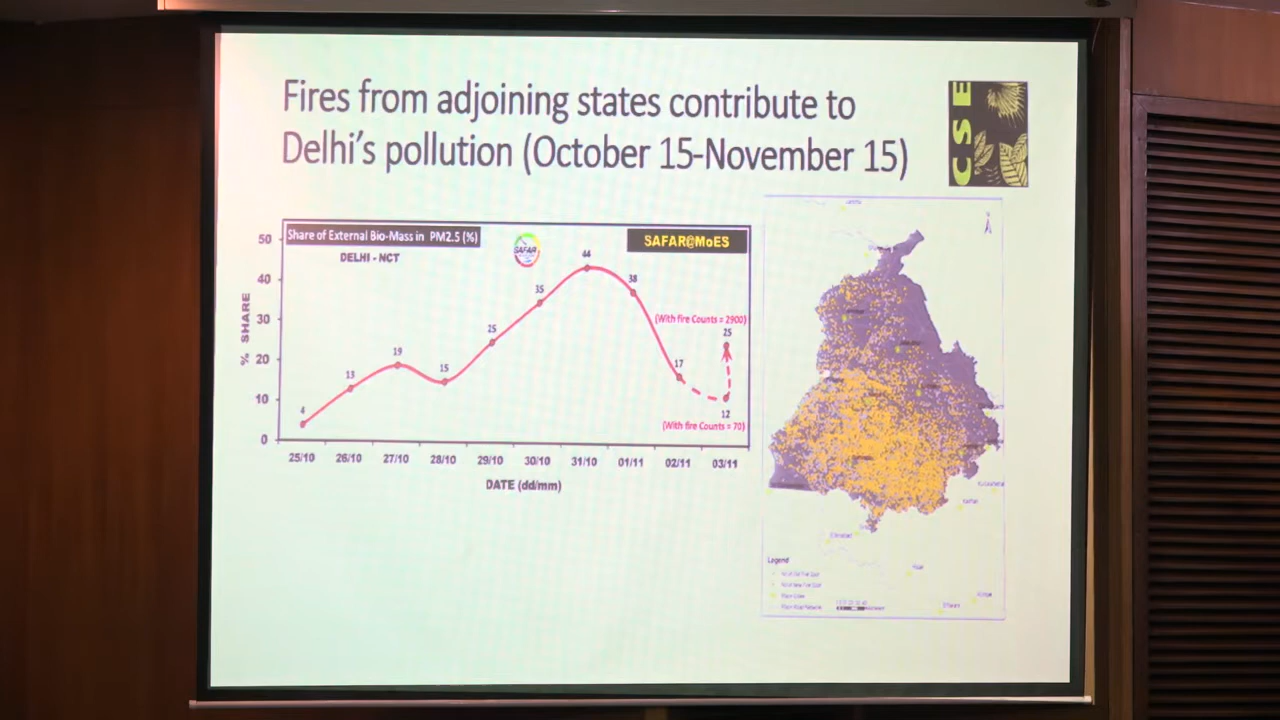 Fires from adjoining states contribute to
Delhi's pollution (October 15-November 15)
CSE
Share of External Bio-Mass in PM2.5 (%)
SAFAR
SAFAR@MoES
DELHI - NCT
% SHARE
50
40
30
20
10
0
4
13
19
15
25
35
44
38
17
(With fire Counts = 2900)
25
12
(With fire Counts = 70)
25/10
26/10
27/10
28/10
29/10
30/10
31/10
01/11
02/11
03/11
DATE (dd/mm)
N
Legend